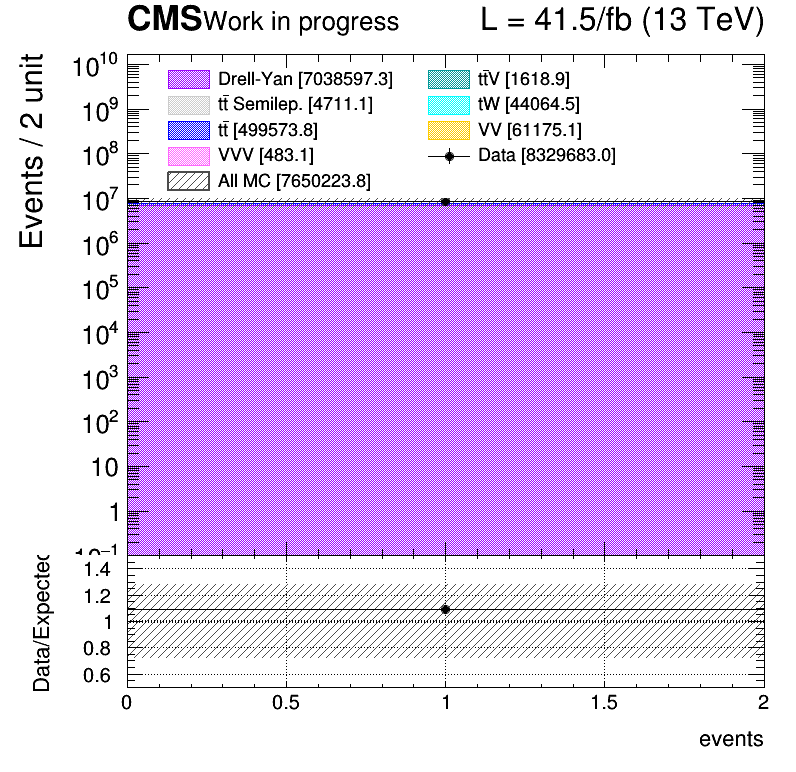 CMS Work in progress L = 41.5/fb (13 TeV)
Events / 2 unit
10^10
10^9
10^8
10^7
10^6
10^5
10^4
10^3
10^2
10
1
10^-1
Drell-Yan [7038597.3]
tt̄ Semilep. [4711.1]
tt̄ [499573.8]
VVV [483.1]
All MC [7650223.8]
tt̄V [1618.9]
tW [44064.5]
VV [61175.1]
Data [8329683.0]
Data/Expected
1.4
1.2
1
0.8
0.6
0 0.5 1 1.5 2
events